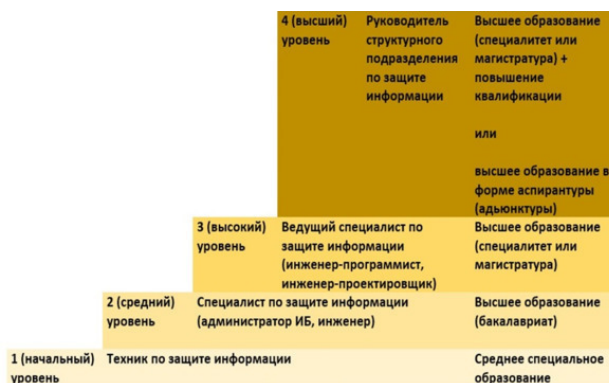 4 (высший) уровень
Руководитель структурного подразделения по защите информации
Высшее образование (специалитет или магистратура) + повышение квалификации
или
высшее образование в форме аспирантуры (адьюнктуры)
3 (высокий) уровень
Ведущий специалист по защите информации (инженер-программист, инженер-проектировщик)
Высшее образование (специалитет или магистратура)
2 (средний) уровень
Специалист по защите информации (администратор ИБ, инженер)
Высшее образование (бакалавриат)
1 (начальный) уровень
Техник по защите информации
Среднее специальное образование